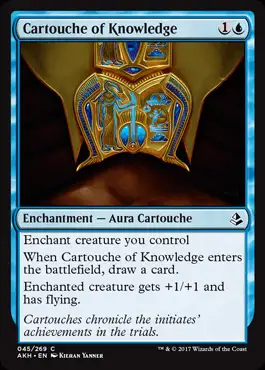 Cartouche of Knowledge 1
Enchantment — Aura Cartouche
Enchant creature you control
When Cartouche of Knowledge enters
the battlefield, draw a card.
Enchanted creature gets +1/+1 and
has flying.
Cartouches chronicle the initiates'
achievements in the trials.
045/269 C
AKH • EN KIERAN YANNER
™ & © 2017 Wizards of the Coast